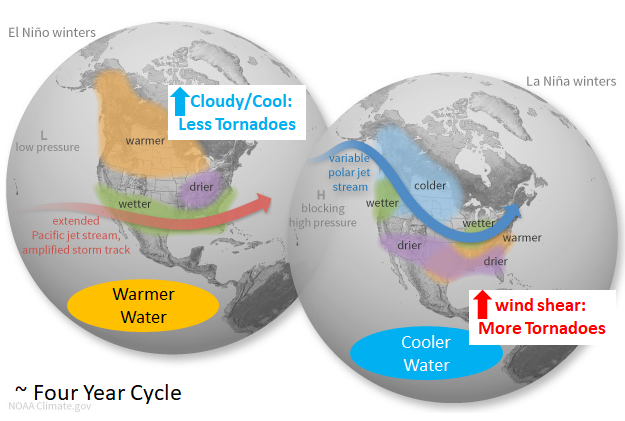 El Niño winters
Cloudy/Cool:
Less Tornadoes
L
low pressure
warmer
drier
wetter
extended
Pacific jet stream,
amplified storm track
Warmer
Water
La Niña winters
variable
polar jet
stream
H
blocking
high pressure
colder
wetter
wetter
warmer
drier
drier
wind shear:
More Tornadoes
Cooler
Water
~ Four Year Cycle
NOAA Climate.gov